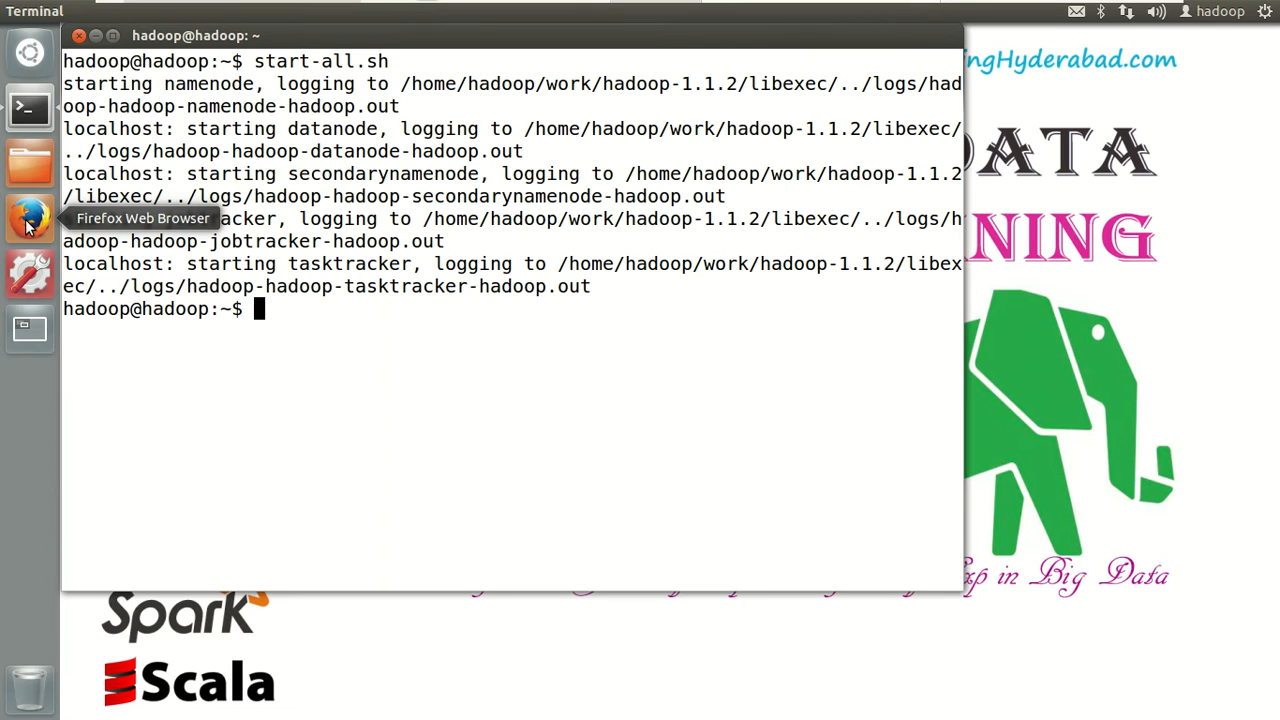 Terminal
hadoop
hadoop@hadoop: ~
hadoop@hadoop:~$ start-all.sh
starting namenode, logging to /home/hadoop/work/hadoop-1.1.2/libexec/../logs/had
oop-hadoop-namenode-hadoop.out
localhost: starting datanode, logging to /home/hadoop/work/hadoop-1.1.2/libexec/
../logs/hadoop-hadoop-datanode-hadoop.out
localhost: starting secondarynamenode, logging to /home/hadoop/work/hadoop-1.1.2
/libexec/../logs/hadoop-hadoop-secondarynamenode-hadoop.out
Firefox Web Browser
tracker, logging to /home/hadoop/work/hadoop-1.1.2/libexec/../logs/h
adoop-hadoop-jobtracker-hadoop.out
localhost: starting tasktracker, logging to /home/hadoop/work/hadoop-1.1.2/libex
ec/../logs/hadoop-hadoop-tasktracker-hadoop.out
hadoop@hadoop:~$
ingHyderabad.com
DATA
NING
in Big Data
Spark
Scala